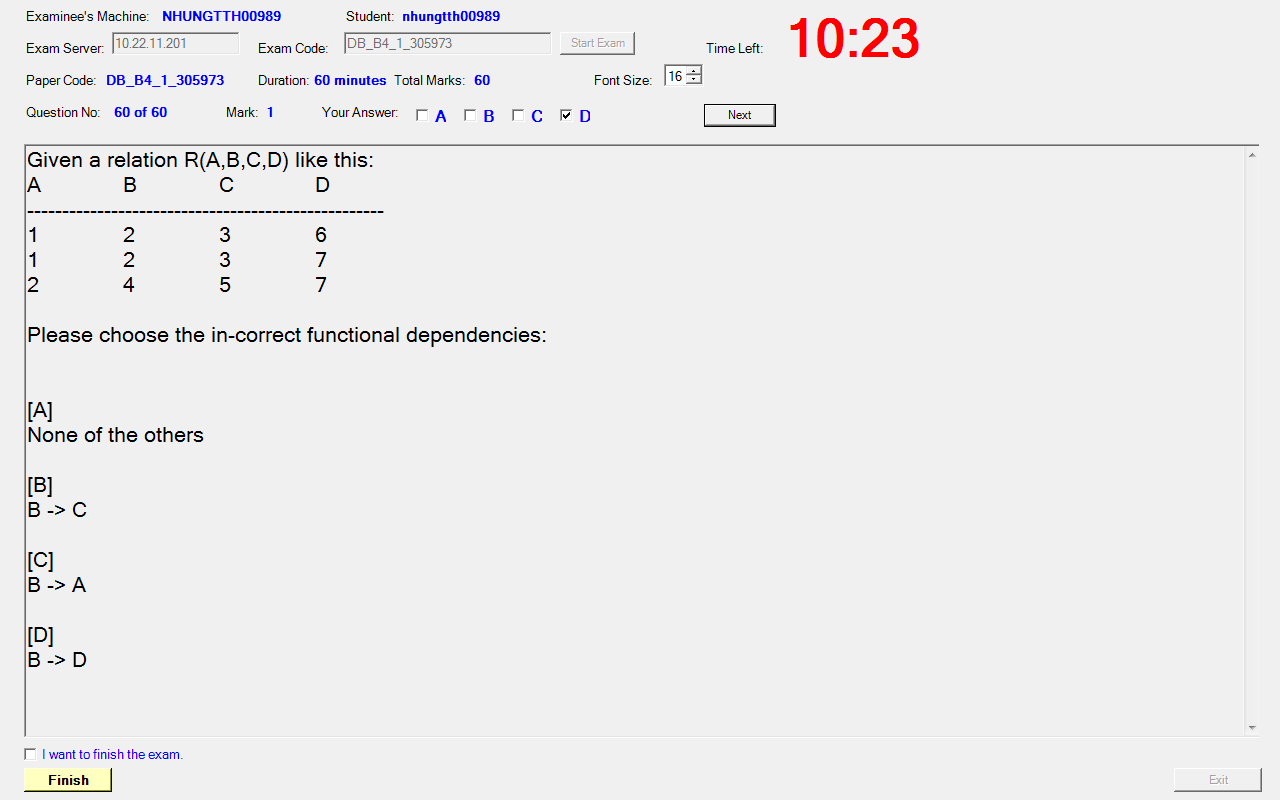 Examinee's Machine: NHUNGTTH00989 Student: nhungtth00989
Exam Server: 10.22.11.201 Exam Code: DB_B4_1_305973 Start Exam Time Left: 10:23
Paper Code: DB_B4_1_305973 Duration: 60 minutes Total Marks: 60 Font Size: 16
Question No: 60 of 60 Mark: 1 Your Answer: A B C D Next
Given a relation R(A,B,C,D) like this:
A B C D
---------------------------------------------------
1 2 3 6
1 2 3 7
2 4 5 7
Please choose the in-correct functional dependencies:
[A]
None of the others
[B]
B -> C
[C]
B -> A
[D]
B -> D
I want to finish the exam.
Finish Exit